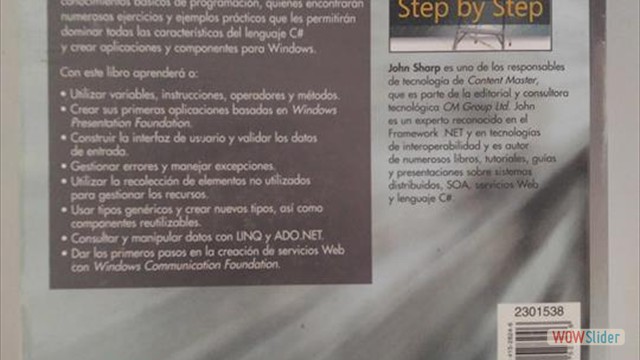 conocimientos básicos de programación, quienes encontrarán
numerosos ejercicios y ejemplos prácticos que les permitirán
dominar todas las características del lenguaje C#
y crear aplicaciones y componentes para Windows.
Con este libro aprenderá a:
• Utilizar variables, instrucciones, operadores y métodos.
• Crear sus primeras aplicaciones basadas en Windows
Presentation Foundation.
• Construir la interfaz de usuario y validar los datos
de entrada.
• Gestionar errores y manejar excepciones.
• Utilizar la recolección de elementos no utilizados
para gestionar los recursos.
• Usar tipos genéricos y crear nuevos tipos, así como
componentes reutilizables.
• Consultar y manipular datos con LINQ y ADO.NET.
• Dar los primeros pasos en la creación de servicios Web
con Windows Communication Foundation.
Step by Step
John Sharp es uno de los responsables
de tecnología de Content Master,
que es parte de la editorial y consultora
tecnológica CM Group Ltd. John
es un experto reconocido en el
Framework .NET y en tecnologías
de interoperabilidad y es autor
de numerosos libros, tutoriales, guías
y presentaciones sobre sistemas
distribuidos, SOA, servicios Web
y lenguaje C#.
2301538
WOWSlider